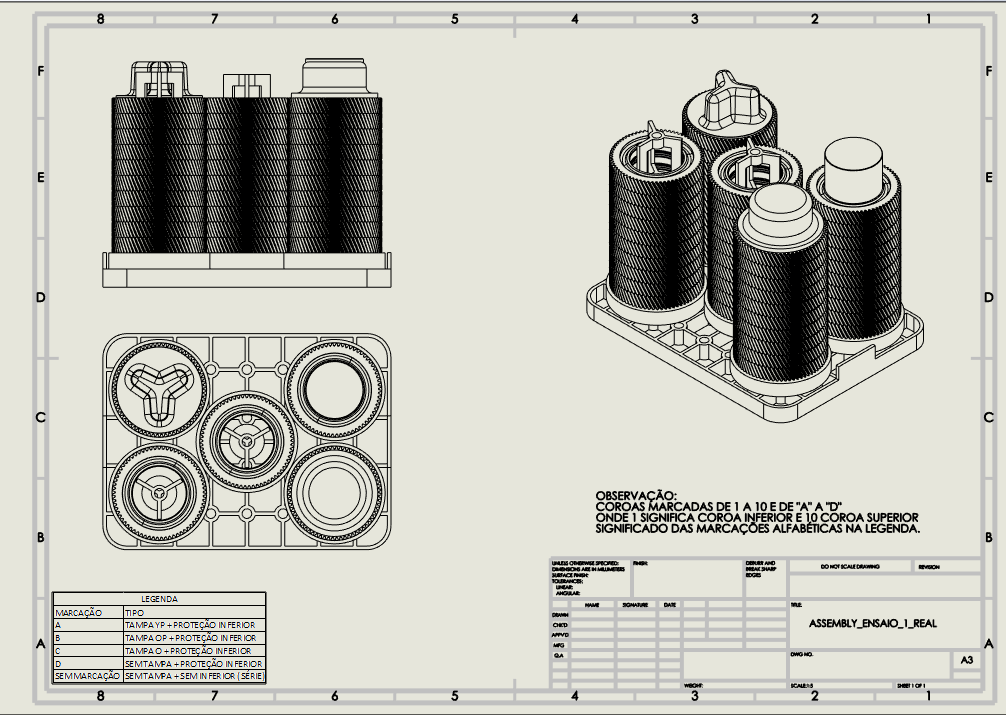 8 7 6 5 4 3 2 1
F F
E E
D D
C C
B B
A A
OBSERVAÇÃO:
COROAS MARCADAS DE 1 A 10 E DE "A" A "D"
ONDE 1 SIGNIFICA COROA INFERIOR E 10 COROA SUPERIOR
SIGNIFICADO DAS MARCAÇÕES ALFABÉTICAS NA LEGENDA.
LEGENDA
MARCAÇÃO TIPO
A TAMPA YP + PROTEÇÃO INFERIOR
B TAMPA OP + PROTEÇÃO INFERIOR
C TAMPA O + PROTEÇÃO INFERIOR
D SEM TAMPA + PROTEÇÃO INFERIOR
SEM MARCAÇÃO SEM TAMPA + SEM INFERIOR (SÉRIE)
UNLESS OTHERWISE SPECIFIED:
DIMENSIONS ARE IN MILLIMETERS
SURFACE FINISH:
TOLERANCES:
LINEAR:
ANGULAR:
FINISH:
DEBURR AND
BREAK SHARP
EDGES
DO NOT SCALE DRAWING
REVISION
NAME SIGNATURE DATE
DRAWN
CHK'D
APPV'D
MFG
Q.A
TITLE:
ASSEMBLY_ENSAIO_1_REAL
DWG NO.
A3
WEIGHT:
SCALE:1:5
SHEET 1 OF 1
8 7 6 5 4 3 2 1